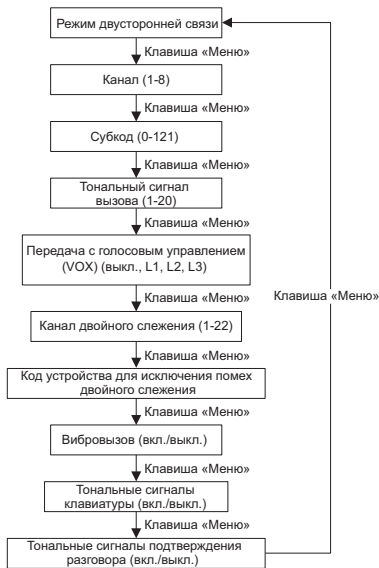 Режим двусторонней связи
Клавиша «Меню»
Канал (1-8)
Клавиша «Меню»
Субкод (0-121)
Клавиша «Меню»
Тональный сигнал
вызова (1-20)
Клавиша «Меню»
Передача с голосовым управлением
(VOX) (выкл., L1, L2, L3)
Клавиша «Меню»
Клавиша «Меню»
Канал двойного слежения (1-22)
Клавиша «Меню»
Код устройства для исключения помех
двойного слежения
Клавиша «Меню»
Вибровызов (вкл./выкл.)
Клавиша «Меню»
Тональные сигналы
клавиатуры (вкл./выкл.)
Клавиша «Меню»
Тональные сигналы подтверждения
разговора (вкл./выкл.)